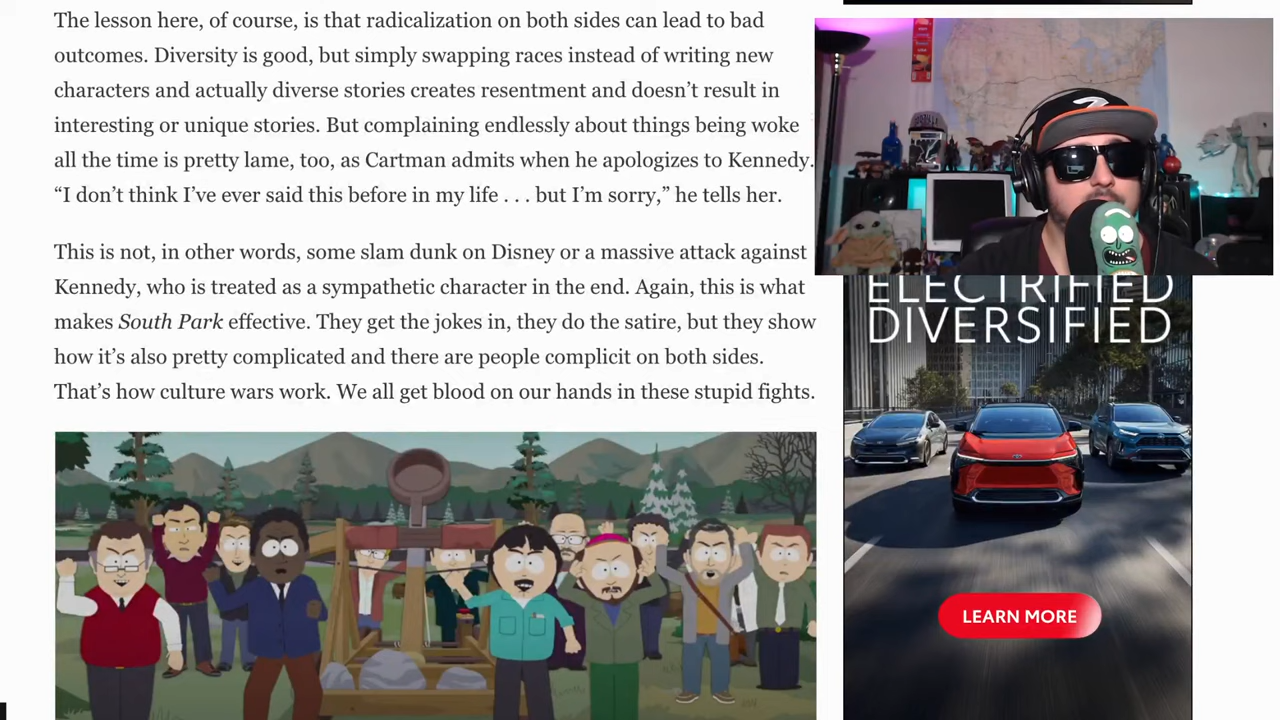 The lesson here, of course, is that radicalization on both sides can lead to bad
outcomes. Diversity is good, but simply swapping races instead of writing new
characters and actually diverse stories creates resentment and doesn’t result in
interesting or unique stories. But complaining endlessly about things being woke
all the time is pretty lame, too, as Cartman admits when he apologizes to Kennedy.
“I don’t think I’ve ever said this before in my life . . . but I’m sorry,” he tells her.
This is not, in other words, some slam dunk on Disney or a massive attack against
Kennedy, who is treated as a sympathetic character in the end. Again, this is what
makes South Park effective. They get the jokes in, they do the satire, but they show
how it’s also pretty complicated and there are people complicit on both sides.
That’s how culture wars work. We all get blood on our hands in these stupid fights.
ELECTRIFIED
DIVERSIFIED
LEARN MORE